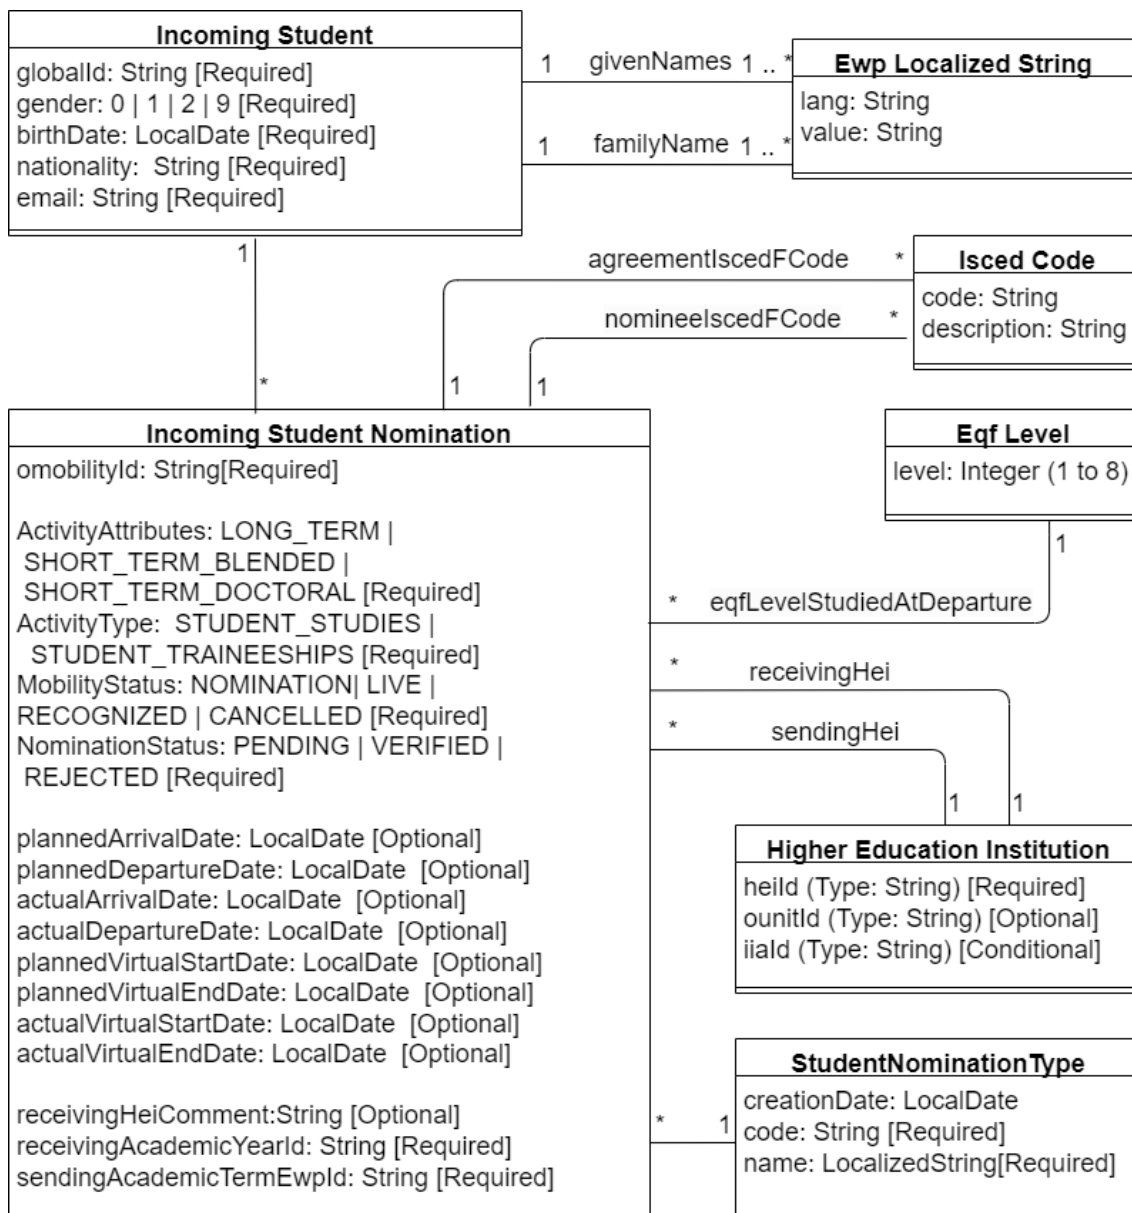 Incoming Student
globalId: String [Required]
gender: 0 | 1 | 2 | 9 [Required]
birthDate: LocalDate [Required]
nationality:  String [Required]
email: String [Required]
1 givenNames 1 .. *
1 familyName 1 .. *
Ewp Localized String
lang: String
value: String
1
*
agreementIscedFCode *
nomineeIscedFCode *
1
1
Isced Code
code: String
description: String
Incoming Student Nomination
omobilityId: String[Required]
ActivityAttributes: LONG_TERM |
SHORT_TERM_BLENDED |
SHORT_TERM_DOCTORAL [Required]
ActivityType:  STUDENT_STUDIES |
STUDENT_TRAINEESHIPS [Required]
MobilityStatus: NOMINATION| LIVE |
RECOGNIZED | CANCELLED [Required]
NominationStatus: PENDING | VERIFIED |
REJECTED [Required]
plannedArrivalDate: LocalDate [Optional]
plannedDepartureDate: LocalDate  [Optional]
actualArrivalDate: LocalDate  [Optional]
actualDepartureDate: LocalDate  [Optional]
plannedVirtualStartDate: LocalDate  [Optional]
plannedVirtualEndDate: LocalDate  [Optional]
actualVirtualStartDate: LocalDate  [Optional]
actualVirtualEndDate: LocalDate  [Optional]
receivingHeiComment:String [Optional]
receivingAcademicYearId: String [Required]
sendingAcademicTermEwpId: String [Required]
Eqf Level
level: Integer (1 to 8)
1
* eqfLevelStudiedAtDeparture
* receivingHei
* sendingHei
1 1
Higher Education Institution
heiId (Type: String) [Required]
ounitId (Type: String) [Optional]
iiaId (Type: String) [Conditional]
* 1
StudentNominationType
creationDate: LocalDate
code: String [Required]
name: LocalizedString[Required]